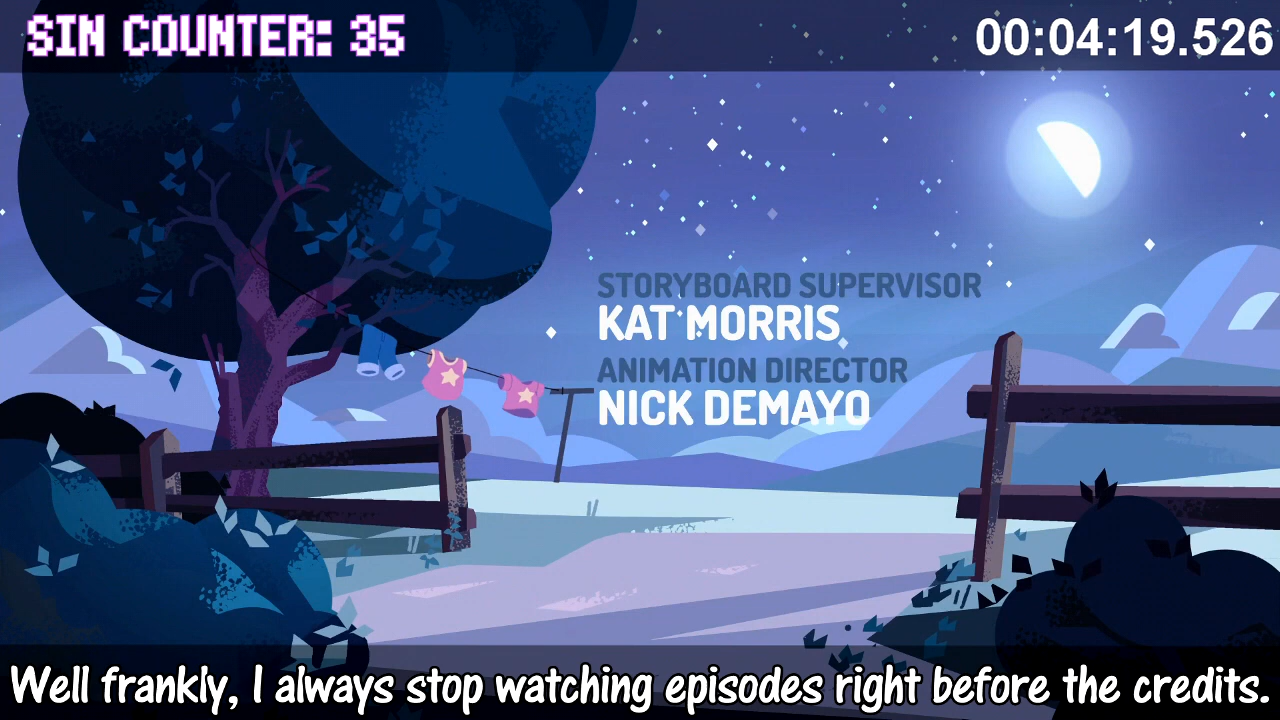 SIN COUNTER: 35
00:04:19.526
STORYBOARD SUPERVISOR
KAT MORRIS
ANIMATION DIRECTOR
NICK DEMAYO
Well frankly, I always stop watching episodes right before the credits.